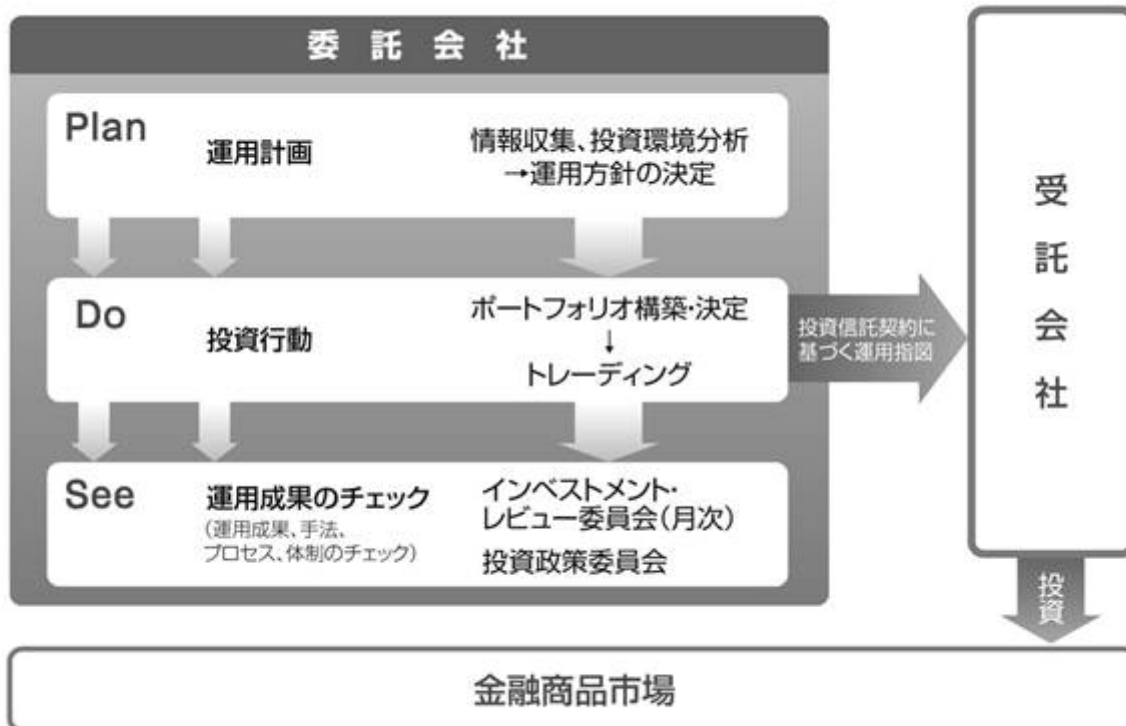 委託会社
Plan
運用計画
情報収集、投資環境分析
→運用方針の決定
Do
投資行動
ポートフォリオ構築・決定
↓
トレーディング
投資信託契約に
基づく運用指図
See
運用成果のチェック
(運用成果、手法、
プロセス、体制のチェック)
インベストメント・
レビュー委員会(月次)
投資政策委員会
受託会社
投資
金融商品市場